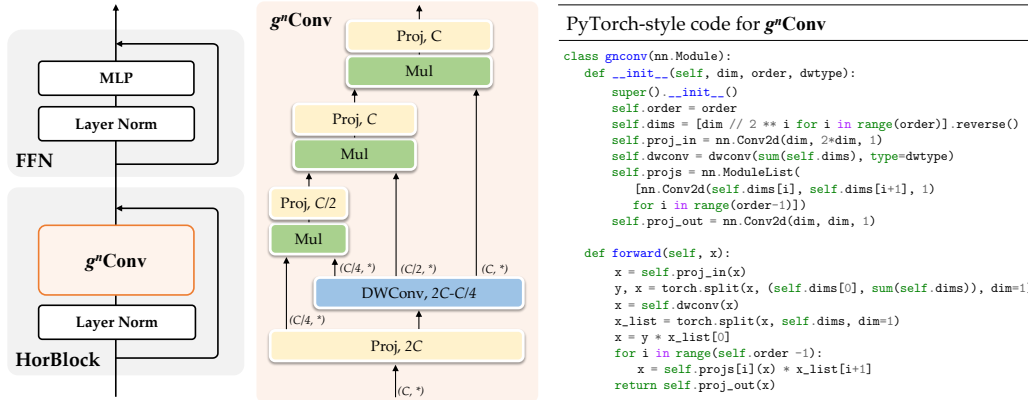 MLP
Layer Norm
FFN
gⁿConv
Layer Norm
HorBlock
gⁿConv
Proj, C
Mul
Proj, C
Mul
Proj, C/2
Mul
(C/4, *)
(C/2, *)
(C, *)
DWConv, 2C-C/4
(C/4, *)
Proj, 2C
(C, *)
PyTorch-style code for gⁿConv
class gnconv(nn.Module):
def __init__(self, dim, order, dwtype):
super().__init__()
self.order = order
self.dims = [dim // 2 ** i for i in range(order)].reverse()
self.proj_in = nn.Conv2d(dim, 2*dim, 1)
self.dwconv = dwconv(sum(self.dims), type=dwtype)
self.projs = nn.ModuleList(
[nn.Conv2d(self.dims[i], self.dims[i+1], 1)
for i in range(order-1)])
self.proj_out = nn.Conv2d(dim, dim, 1)
def forward(self, x):
x = self.proj_in(x)
y, x = torch.split(x, (self.dims[0], sum(self.dims)), dim=1)
x = self.dwconv(x)
x_list = torch.split(x, self.dims, dim=1)
x = y * x_list[0]
for i in range(self.order -1):
x = self.projs[i](x) * x_list[i+1]
return self.proj_out(x)